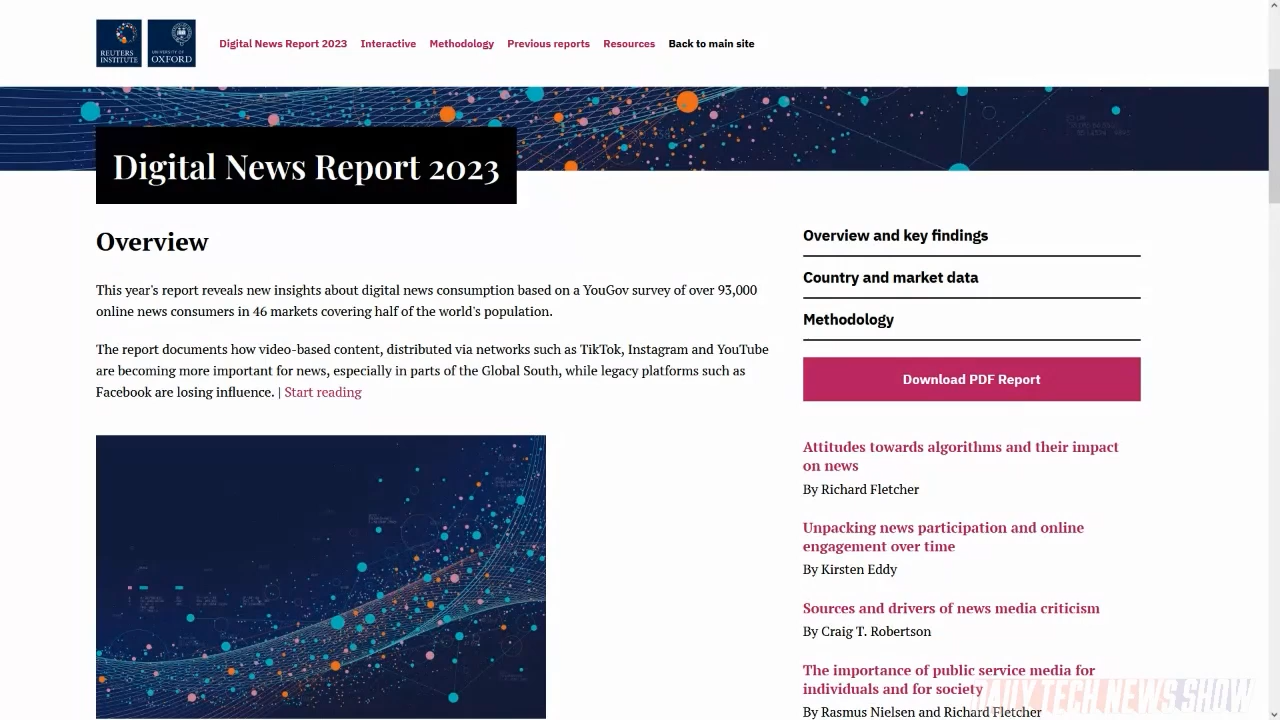 REUTERS
INSTITUTE
UNIVERSITY OF
OXFORD
Digital News Report 2023
Interactive
Methodology
Previous reports
Resources
Back to main site
Digital News Report 2023
Overview
This year's report reveals new insights about digital news consumption based on a YouGov survey of over 93,000
online news consumers in 46 markets covering half of the world's population.
The report documents how video-based content, distributed via networks such as TikTok, Instagram and YouTube
are becoming more important for news, especially in parts of the Global South, while legacy platforms such as
Facebook are losing influence. | Start reading
Overview and key findings
Country and market data
Methodology
Download PDF Report
Attitudes towards algorithms and their impact
on news
By Richard Fletcher
Unpacking news participation and online
engagement over time
By Kirsten Eddy
Sources and drivers of news media criticism
By Craig T. Robertson
The importance of public service media for
individuals and for society
By Rasmus Nielsen and Richard Fletcher
DAILY TECH NEWS SHOW